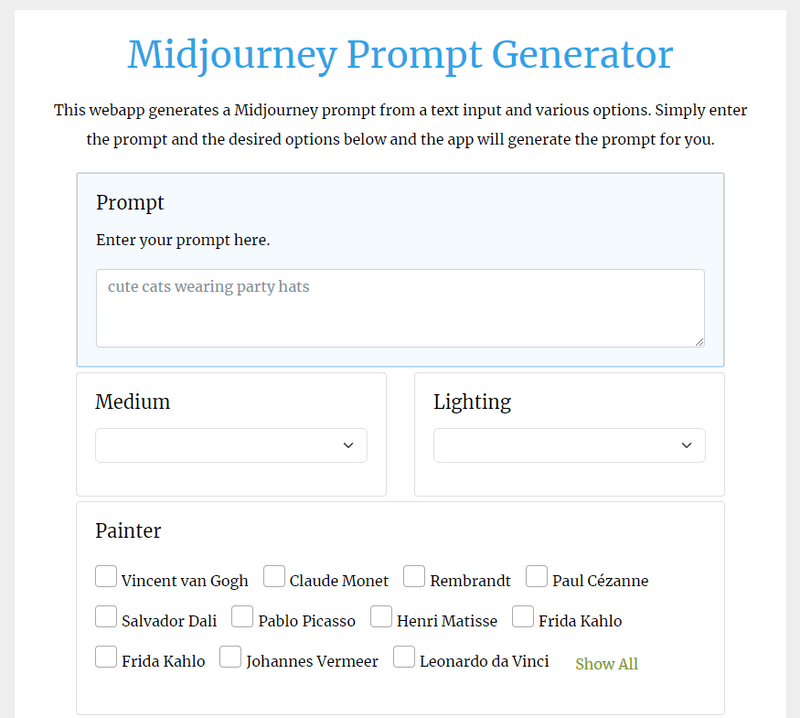 Midjourney Prompt Generator
This webapp generates a Midjourney prompt from a text input and various options. Simply enter
the prompt and the desired options below and the app will generate the prompt for you.
Prompt
Enter your prompt here.
cute cats wearing party hats
Medium
Lighting
Painter
Vincent van Gogh Claude Monet Rembrandt Paul Cézanne
Salvador Dali Pablo Picasso Henri Matisse Frida Kahlo
Frida Kahlo Johannes Vermeer Leonardo da Vinci Show All